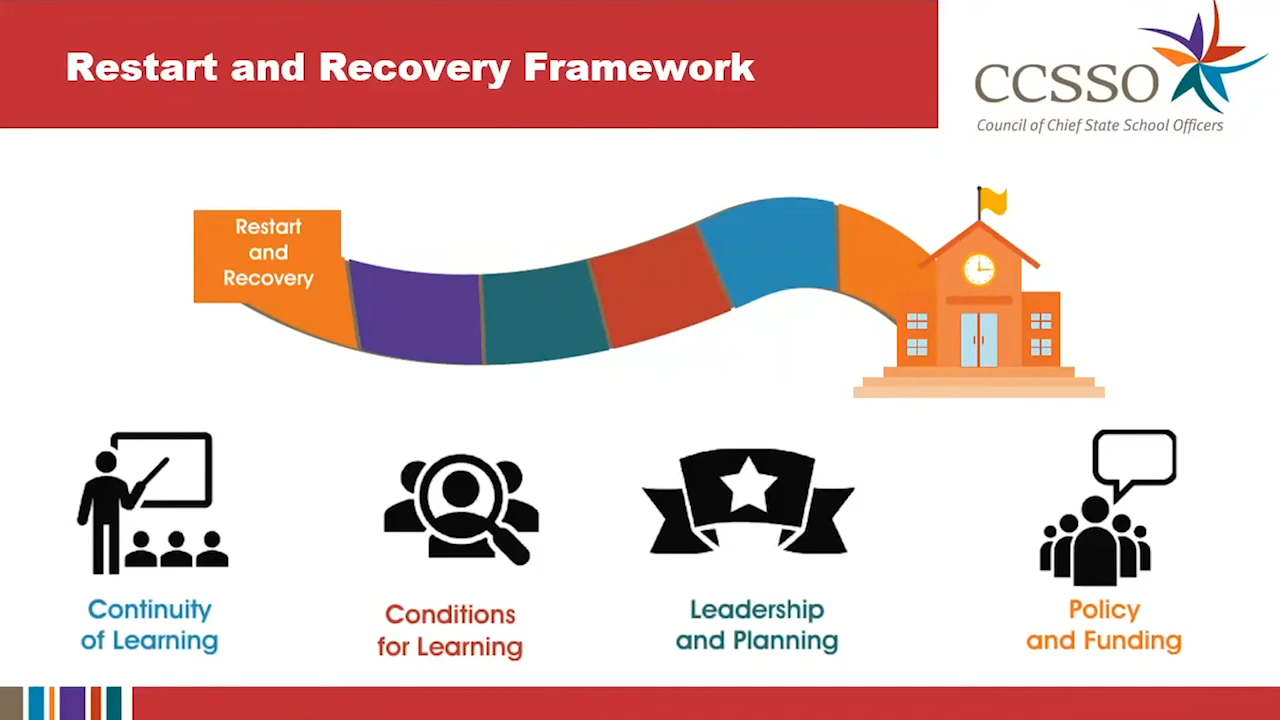 Restart and Recovery Framework
CCSSO
Council of Chief State School Officers
Restart
and
Recovery
Continuity
of Learning
Conditions
for Learning
Leadership
and Planning
Policy
and Funding